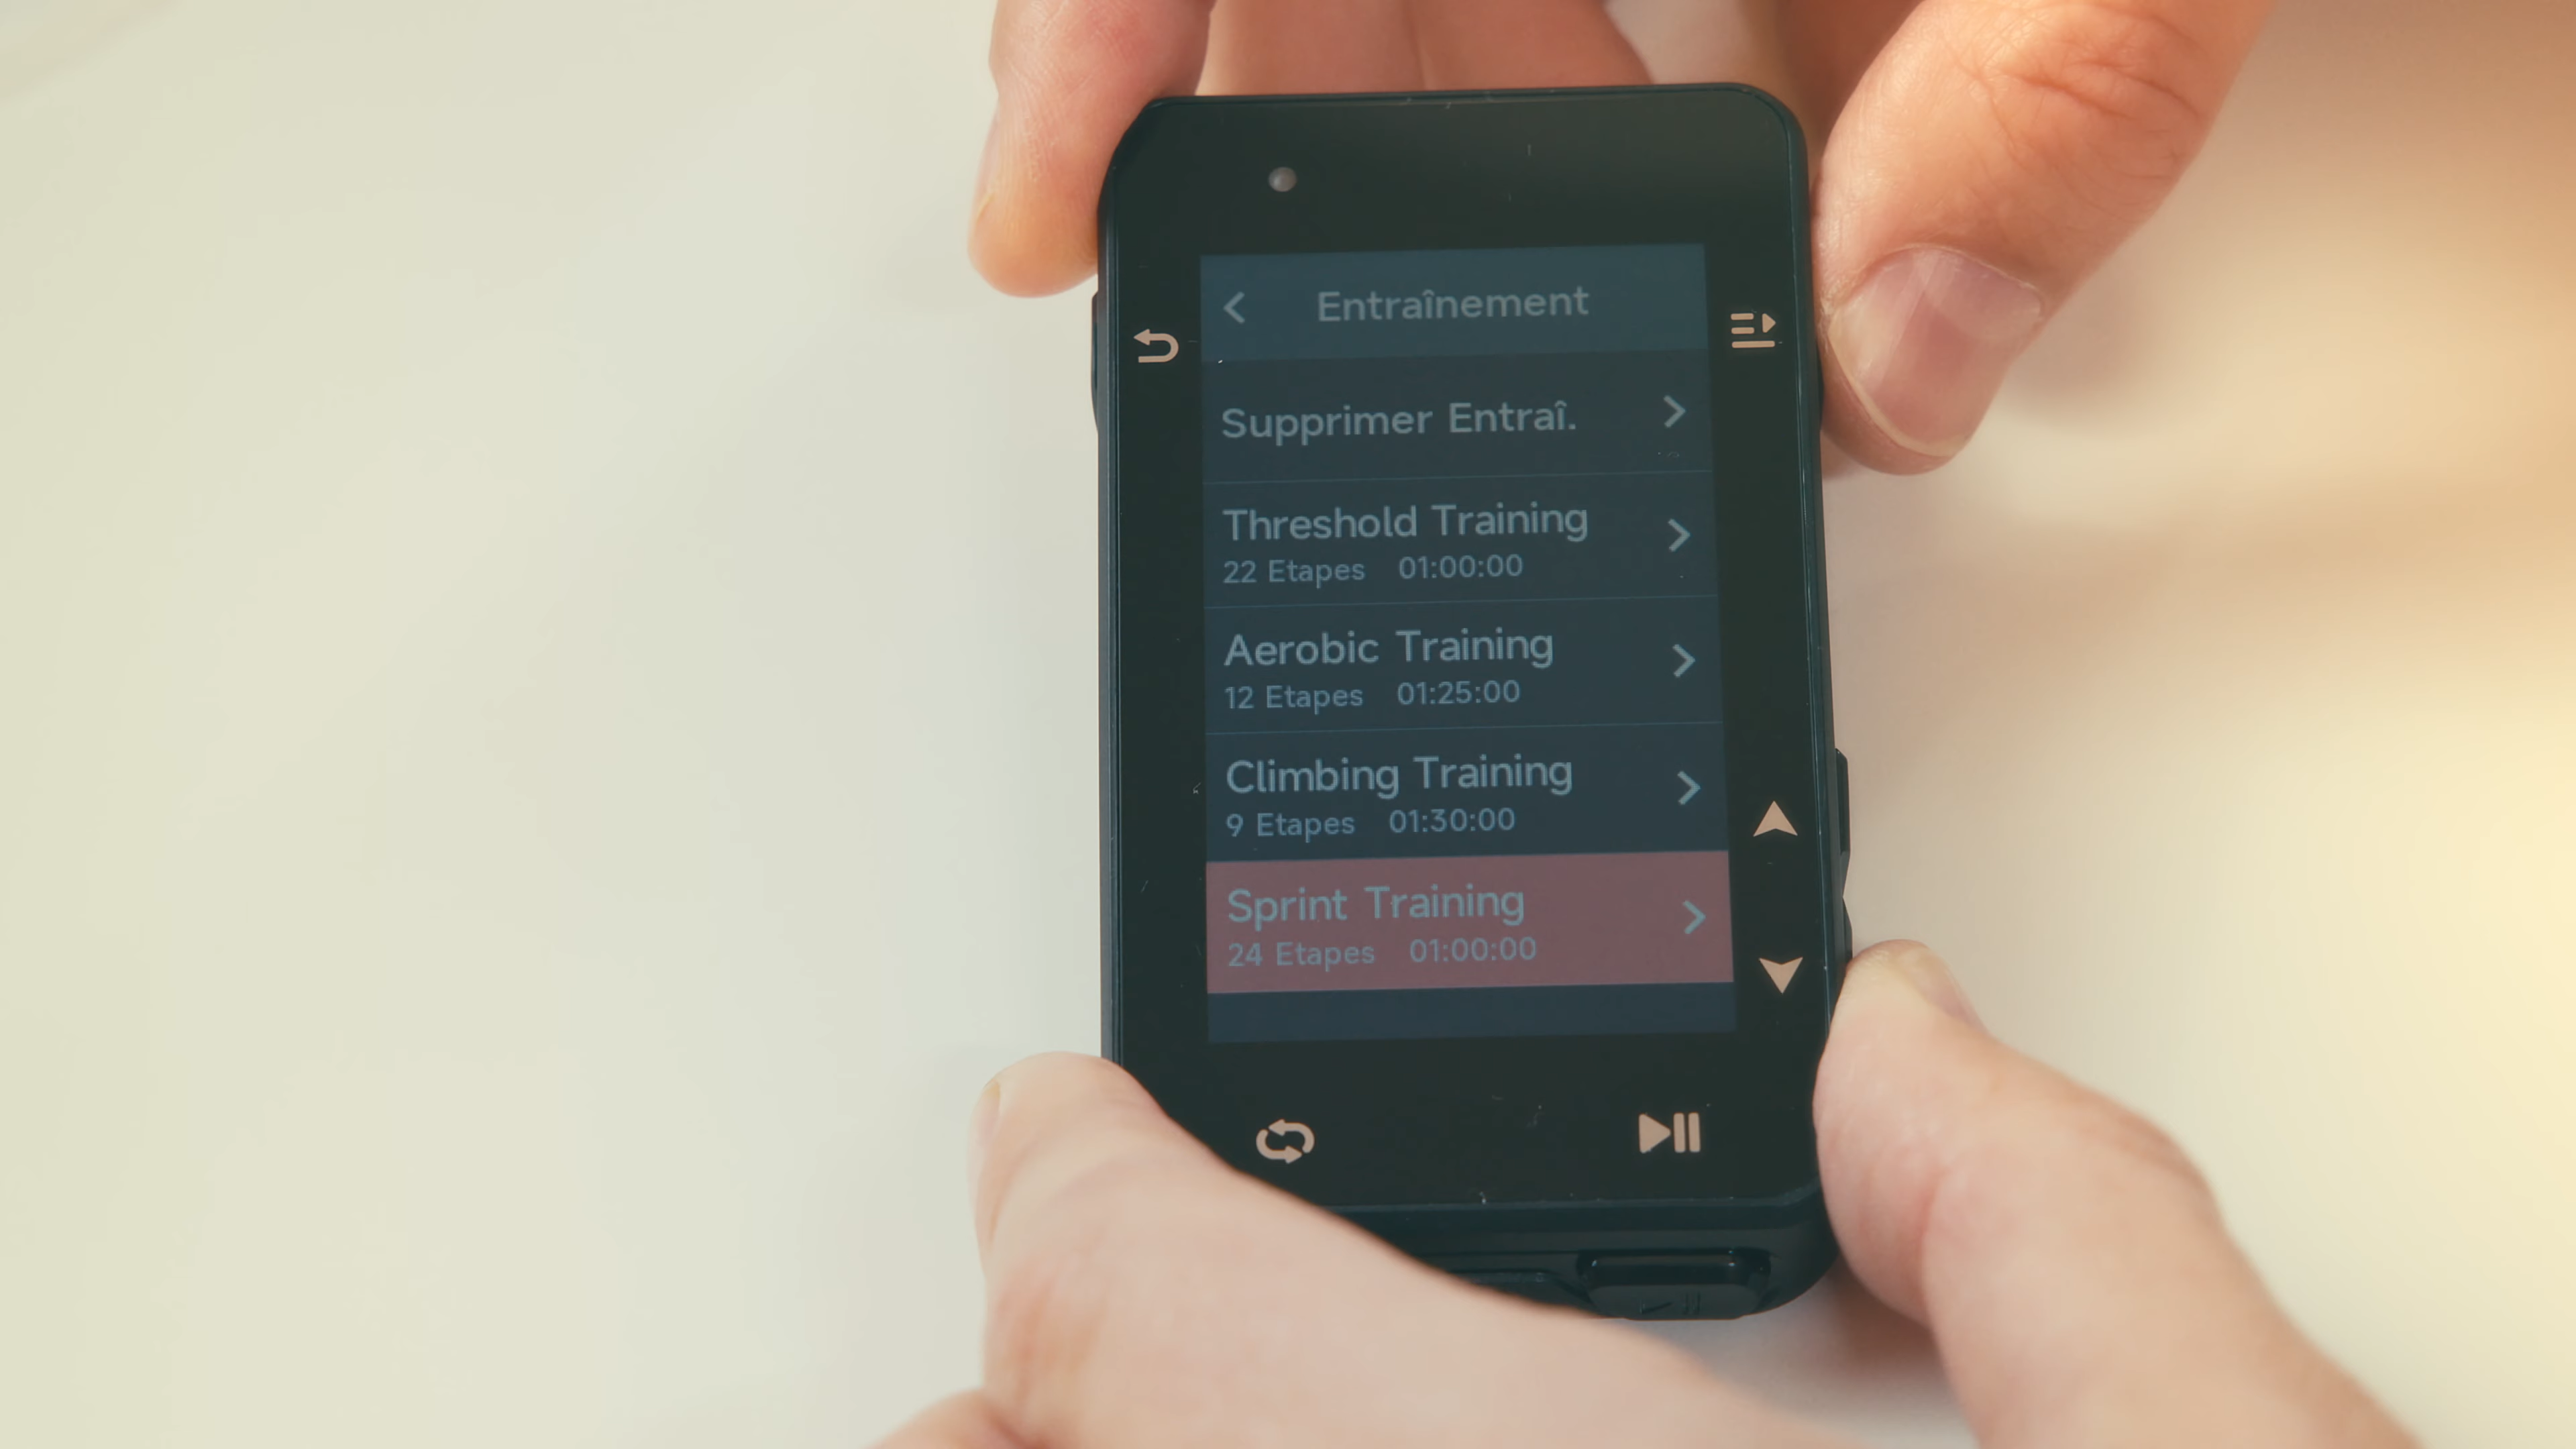 Entraînement
Supprimer Entraî.
Threshold Training
22 Etapes 01:00:00
Aerobic Training
12 Etapes 01:25:00
Climbing Training
9 Etapes 01:30:00
Sprint Training
24 Etapes 01:00:00